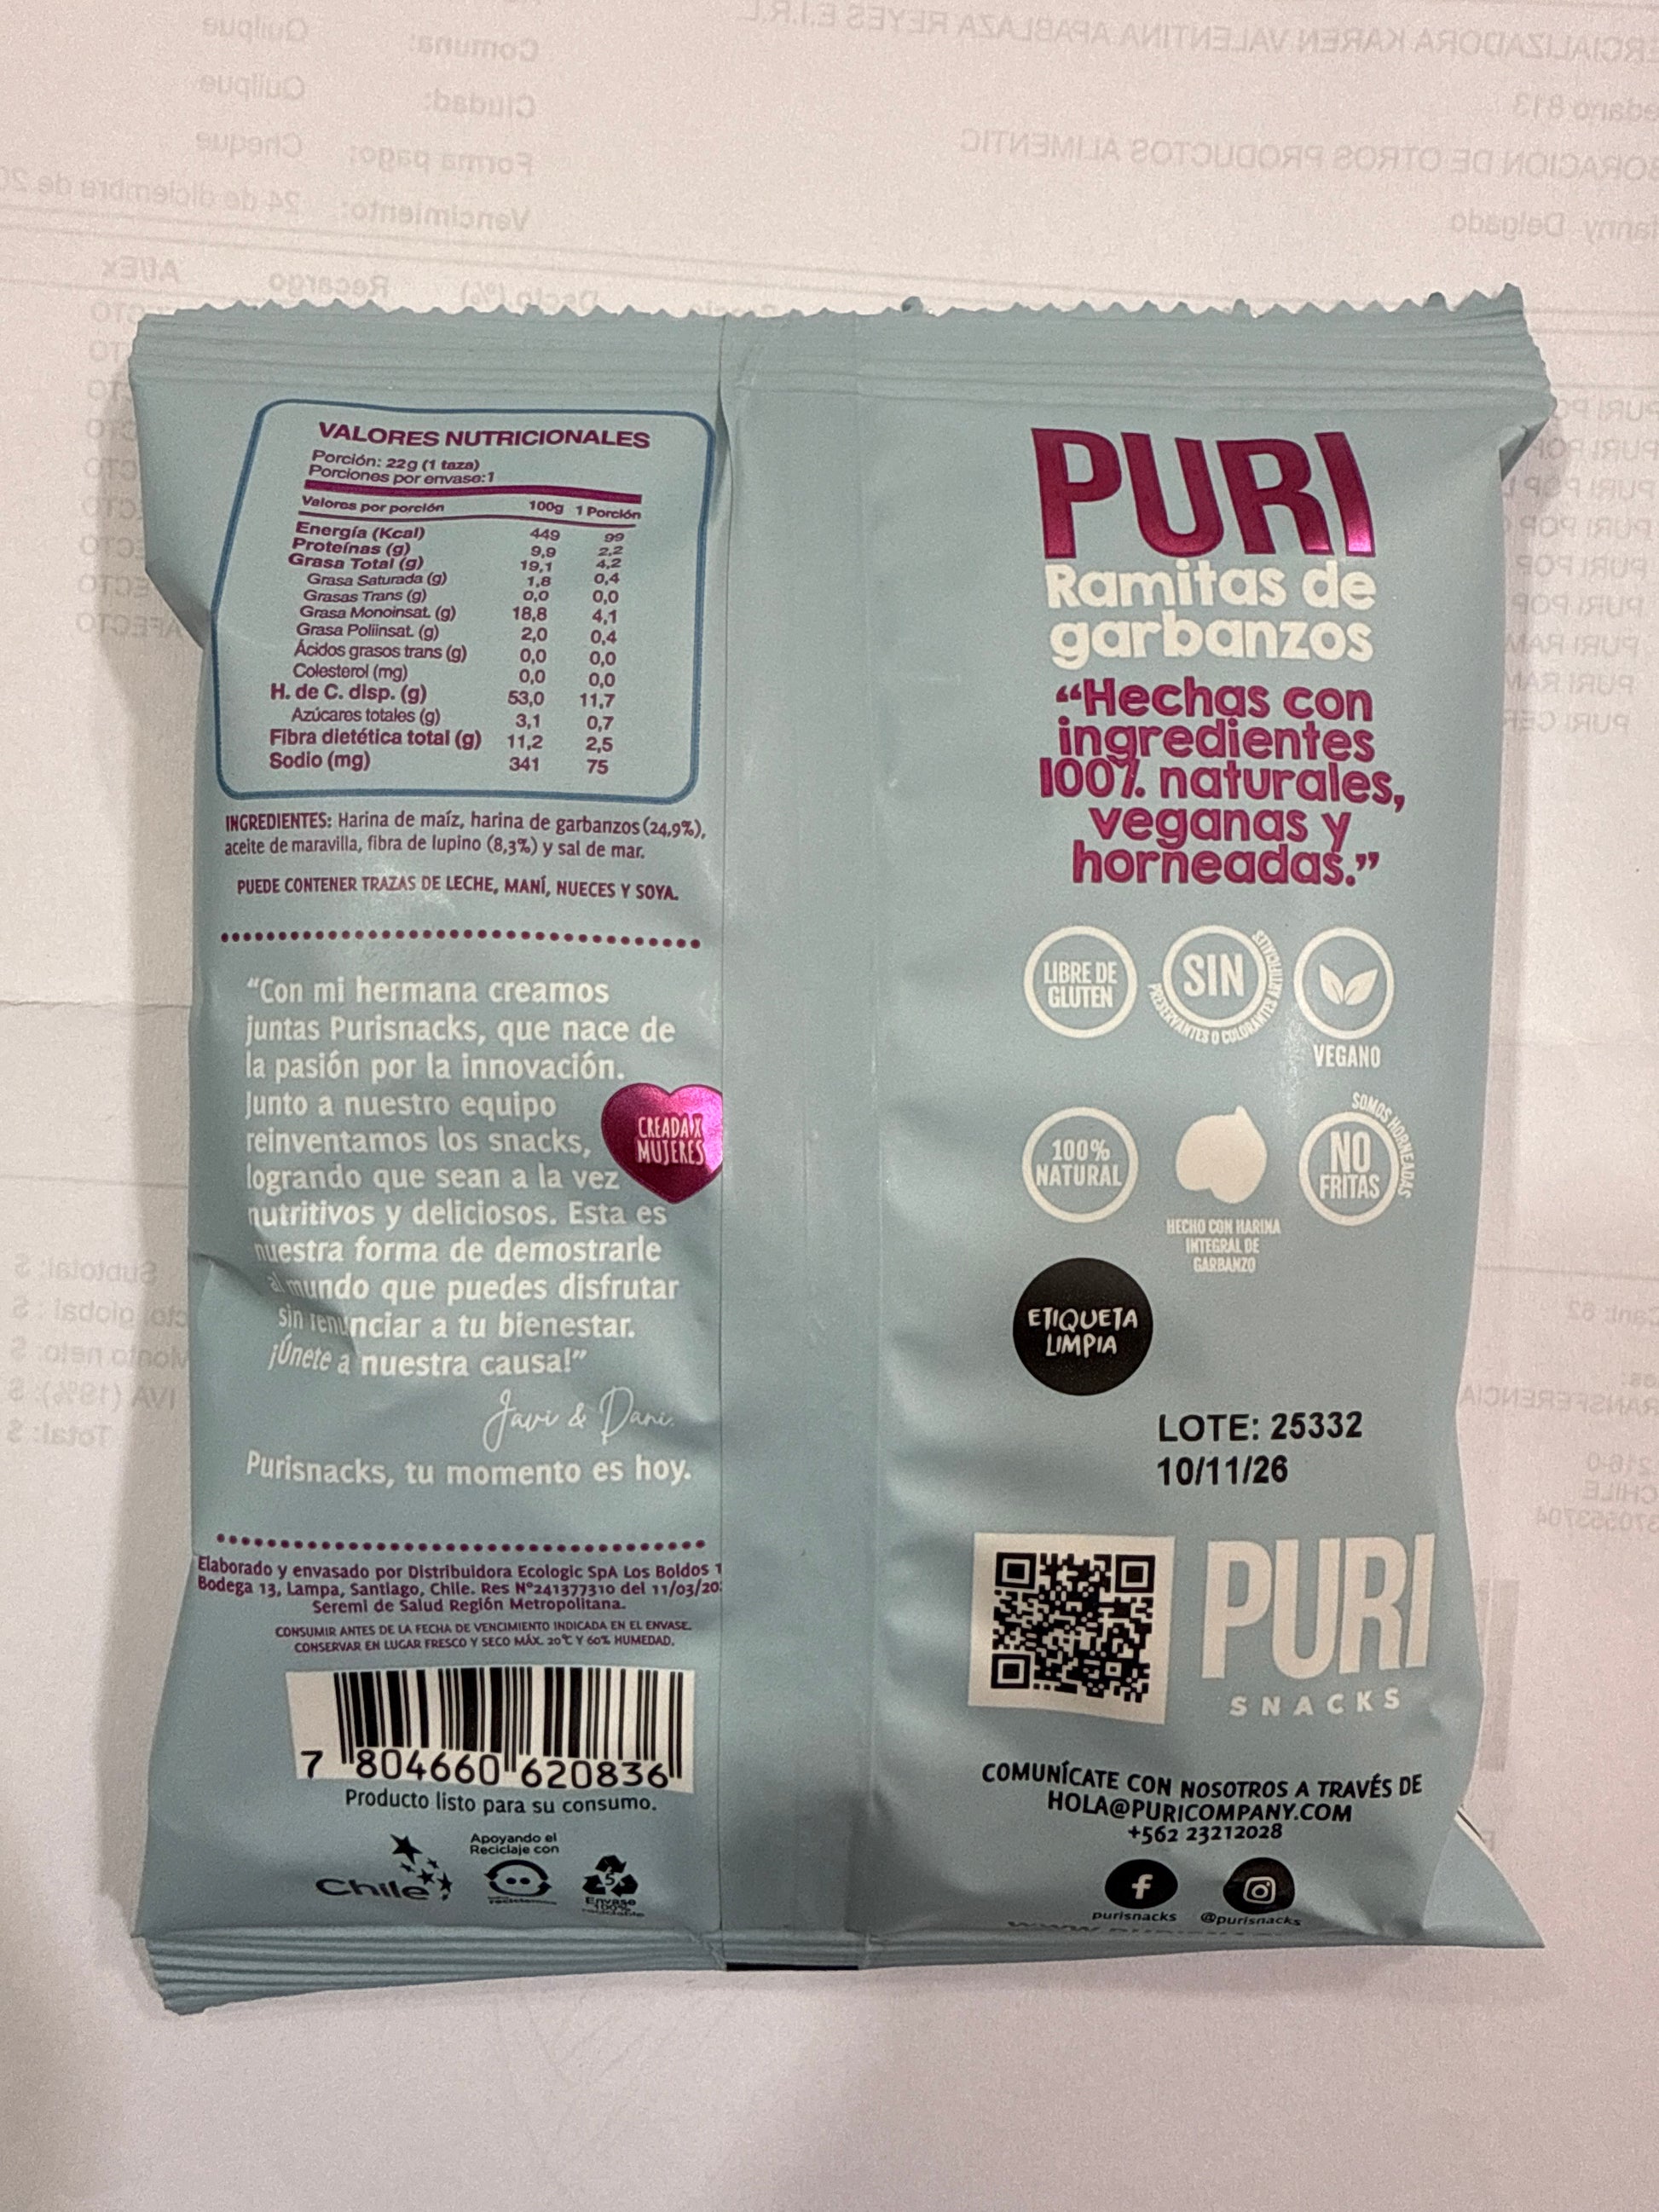 VALORES NUTRICIONALES
Porción: 22g (1 taza)
Porciones por envase:1
Valores por porción 100g 1 Porción
Energía (Kcal) 449 99
Proteínas (g) 9,9 2,2
Grasa Total (g) 19,1 4,2
Grasa Saturada (g) 1,8 0,4
Grasas Trans (g) 0,0 0,0
Grasa Monoinsat. (g) 18,8 4,1
Grasa Poliinsat. (g) 2,0 0,4
Ácidos grasos trans (g) 0,0 0,0
Colesterol (mg) 0,0 0,0
H. de C. disp. (g) 53,0 11,7
Azúcares totales (g) 3,1 0,7
Fibra dietética total (g) 11,2 2,5
Sodio (mg) 341 75
INGREDIENTES: Harina de maíz, harina de garbanzos (24,9%),
aceite de maravilla, fibra de lupino (8,3%) y sal de mar.
PUEDE CONTENER TRAZAS DE LECHE, MANÍ, NUECES Y SOYA.
“Con mi hermana creamos
juntas Purisnacks, que nace de
la pasión por la innovación.
Junto a nuestro equipo
reinventamos los snacks,
logrando que sean a la vez
nutritivos y deliciosos. Esta es
nuestra forma de demostrarle
al mundo que puedes disfrutar
sin renunciar a tu bienestar.
¡Únete a nuestra causa!”
CREADA X
MUJERES
Javi & Dani.
Purisnacks, tu momento es hoy.
Elaborado y envasado por Distribuidora Ecologic SpA Los Boldos 1
Bodega 13, Lampa, Santiago, Chile. Res N°241377310 del 11/03/20
Seremi de Salud Región Metropolitana.
CONSUMIR ANTES DE LA FECHA DE VENCIMIENTO INDICADA EN EL ENVASE.
CONSERVAR EN LUGAR FRESCO Y SECO MÁX. 20°C Y 60% HUMEDAD.
7 804660 620836
Producto listo para su consumo.
Chile
Apoyando el
Reciclaje con
5
Envase
100%
PURI
Ramitas de
garbanzos
“Hechas con
ingredientes
100% naturales,
veganas y
horneadas.”
LIBRE DE
GLUTEN
SIN
PRESERVANTES O COLORANTES ARTIFICIALES
VEGANO
100%
NATURAL
HECHO CON HARINA
INTEGRAL DE
GARBANZO
SOMOS HORNEADAS
NO
FRITAS
ETIQUETA
LIMPIA
LOTE: 25332
10/11/26
PURI
SNACKS
COMUNÍCATE CON NOSOTROS A TRAVÉS DE
HOLA@PURICOMPANY.COM
+562 23212028
purisnacks @purisnacks